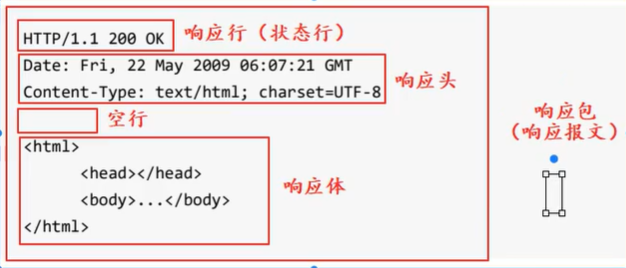 HTTP/1.1 200 OK 响应行（状态行）
Date: Fri, 22 May 2009 06:07:21 GMT
Content-Type: text/html; charset=UTF-8
响应头
空行
<html>
<head></head>
<body>...</body>
</html>
响应体
响应包
（响应报文）